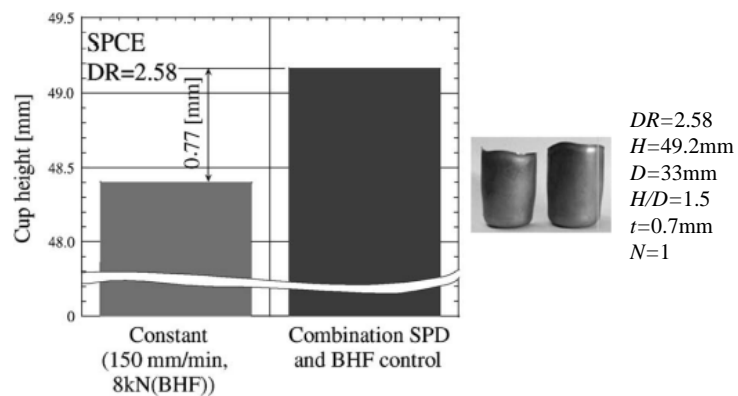 49.5
49.0
48.5
48.0
0
Cup height [mm]
SPCE
DR=2.58
0.77 [mm]
Constant
(150 mm/min,
8kN(BHF))
Combination SPD
and BHF control
DR=2.58
H=49.2mm
D=33mm
H/D=1.5
t=0.7mm
N=1